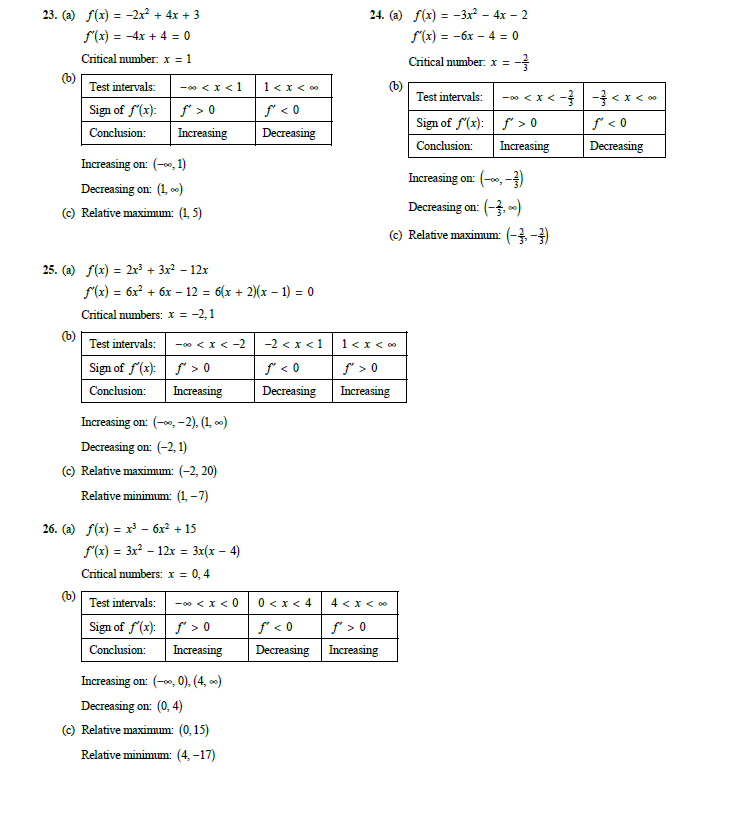 23. (a) f(x) = −2x² + 4x + 3
f′(x) = −4x + 4 = 0
Critical number: x = 1
(b) Test intervals: −∞ < x < 1 1 < x < ∞
Sign of f′(x): f′ > 0 f′ < 0
Conclusion: Increasing Decreasing
Increasing on: (−∞, 1)
Decreasing on: (1, ∞)
(c) Relative maximum: (1, 5)
24. (a) f(x) = −3x² − 4x − 2
f′(x) = −6x − 4 = 0
Critical number: x = −2/3
(b) Test intervals: −∞ < x < −2/3 −2/3 < x < ∞
Sign of f′(x): f′ > 0 f′ < 0
Conclusion: Increasing Decreasing
Increasing on: (−∞, −2/3)
Decreasing on: (−2/3, ∞)
(c) Relative maximum: (−2/3, −2/3)
25. (a) f(x) = 2x³ + 3x² − 12x
f′(x) = 6x² + 6x − 12 = 6(x + 2)(x − 1) = 0
Critical numbers: x = −2, 1
(b) Test intervals: −∞ < x < −2 −2 < x < 1 1 < x < ∞
Sign of f′(x): f′ > 0 f′ < 0 f′ > 0
Conclusion: Increasing Decreasing Increasing
Increasing on: (−∞, −2), (1, ∞)
Decreasing on: (−2, 1)
(c) Relative maximum: (−2, 20)
Relative minimum: (1, −7)
26. (a) f(x) = x³ − 6x² + 15
f′(x) = 3x² − 12x = 3x(x − 4)
Critical numbers: x = 0, 4
(b) Test intervals: −∞ < x < 0 0 < x < 4 4 < x < ∞
Sign of f′(x): f′ > 0 f′ < 0 f′ > 0
Conclusion: Increasing Decreasing Increasing
Increasing on: (−∞, 0), (4, ∞)
Decreasing on: (0, 4)
(c) Relative maximum: (0, 15)
Relative minimum: (4, −17)